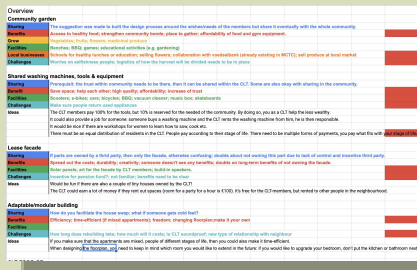 Overview
Community garden
Sharing The suggestion was made to built the design process around the wishes/needs of the members but share it eventually with the whole community.
Benefits Access to healthy food; strengthen community bonds; place to gather; affordability of food and gym equipment.
Grow Vegetables; fruits; flowers; medicinal produce
Facilities Benches; BBQ; games; educational activities (e.g. gardening)
Local businesses Schools for healthy lunches or education; selling flowers; collaboration with voedselbank (already existing in MCTC); sell produce at local market
Challenges Worries on selfishness people; logistics of how the harvest will be divided needs to be in place
Shared washing machines, tools & equipment
Sharing Prerequisite: the trust within community needs to be there, then it can be shared within the CLT. Some are also okay with sharing in the community.
Benefits Save space; help each other; high quality; affordability; increase of trust
Facilities Scooters; e-bikes; cars; bicycles; BBQ; vacuum cleaner; music box; skateboards
Challenges Make sure people return used appliances
Ideas The CLT members pay 100% for the tools, but 10% is reserved for the needed of the community. By doing so, you as a CLT help the less wealthy.
It could also provide a job for someone: someone buys a washing machine and the CLT rents the washing machine from him, he is then responsible.
It would be nice to have workshops for women to learn how to sew, cook etc.
There must be an equal distribution of residents in the CLT. People pay according to their stage of life. There need to be multiple forms of payments, you pay what fits with your stage of life
Lease facade
Sharing If parts are owned by a third party, then only the facade, otherwise confusing; doubts about not owning this part due to lack of control and incentive third party.
Benefits Spread out the costs; durability; creativity; someone doesn't see any benefits; doubts on long-term benefits of not owning the facade.
Facilities Solar panels; art for the facade by CLT members; build-in speakers.
Challenges Incentive for pension fund?; not familiar; benefits need to be clear
Ideas Would be fun if there are also a couple of tiny houses owned by the CLT!
The CLT could own a lot of money if they rent out spaces (room for a party for a hour is €100). It's free for the CLT-members, but rented to other people in the neighbourhood.
Adaptable/modular building
Sharing How do you facilitate the house swap; what if someone gets sold feel?
Benefits Efficiency; time-efficient (if mixed apartments); freedom; changing floorplan; make it your own
Facilities
Challenges How long does rebuilding take; how much will it costs; is CLT soundproof; new type of relationship with neighbour
Ideas If you make sure that the apartments are mixed, people of different stages of life, then you could also make it time-efficient.
When designing the floorplan, you need to keep in mind which room you would like to extend in the future: if you would like to upgrade your bedroom, don't put the kitchen or bathroom next